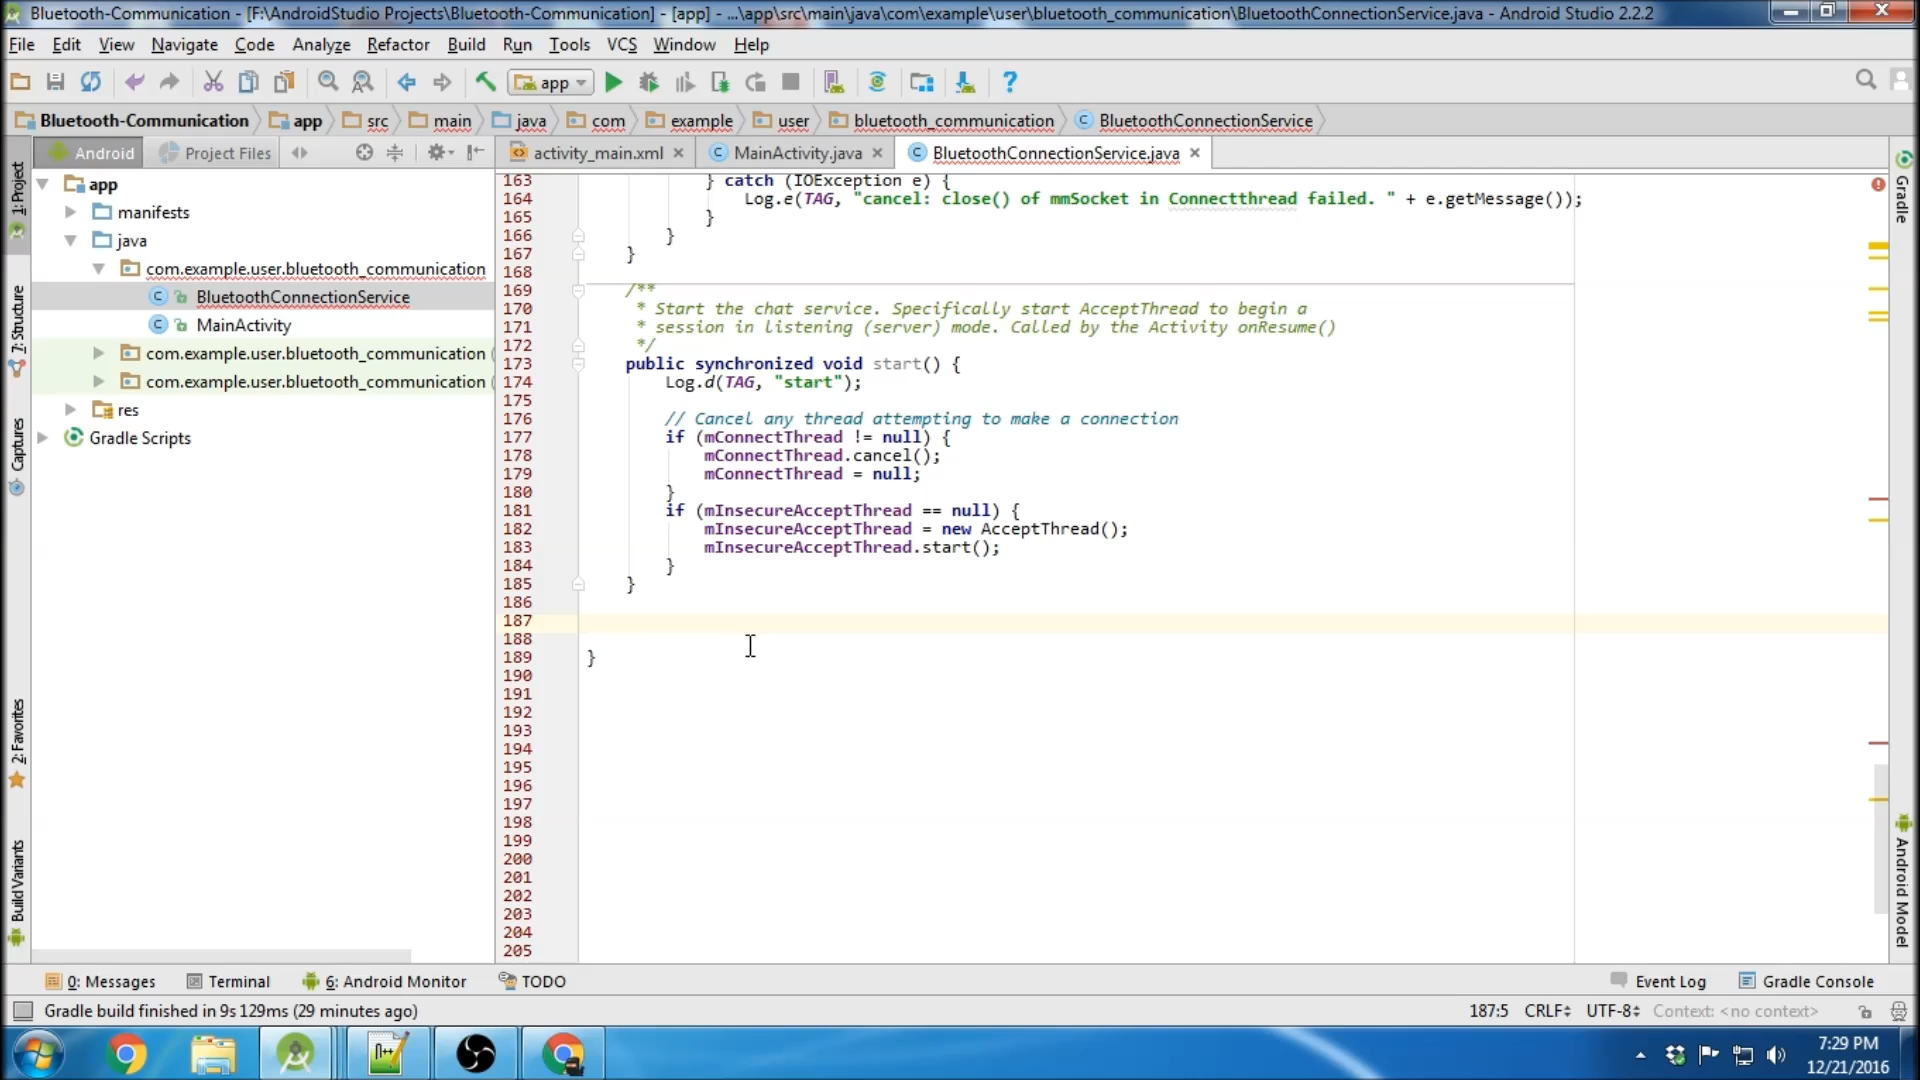 Bluetooth-Communication - [F:\AndroidStudio Projects\Bluetooth-Communication] - [app] - ...\app\src\main\java\com\example\user\bluetooth_communication\BluetoothConnectionService.java - Android Studio 2.2.2
File Edit View Navigate Code Analyze Refactor Build Run Tools VCS Window Help
app
Bluetooth-Communication app src main java com example user bluetooth_communication BluetoothConnectionService
Android Project Files activity_main.xml MainActivity.java BluetoothConnectionService.java
1: Project
7: Structure
Captures
2: Favorites
Build Variants
app
manifests
java
com.example.user.bluetooth_communication
BluetoothConnectionService
MainActivity
com.example.user.bluetooth_communication (
com.example.user.bluetooth_communication (
res
Gradle Scripts
163 } catch (IOException e) {
164 Log.e(TAG, "cancel: close() of mmSocket in Connectthread failed. " + e.getMessage());
165 }
166 }
167 }
168
169 /**
170 * Start the chat service. Specifically start AcceptThread to begin a
171 * session in listening (server) mode. Called by the Activity onResume()
172 */
173 public synchronized void start() {
174 Log.d(TAG, "start");
175
176 // Cancel any thread attempting to make a connection
177 if (mConnectThread != null) {
178 mConnectThread.cancel();
179 mConnectThread = null;
180 }
181 if (mInsecureAcceptThread == null) {
182 mInsecureAcceptThread = new AcceptThread();
183 mInsecureAcceptThread.start();
184 }
185 }
186
187
188
189 }
190
191
192
193
194
195
196
197
198
199
200
201
202
203
204
205
Gradle
Android Model
0: Messages Terminal 6: Android Monitor TODO Event Log Gradle Console
Gradle build finished in 9s 129ms (29 minutes ago) 187:5 CRLF UTF-8 Context: <no context>
7:29 PM
12/21/2016